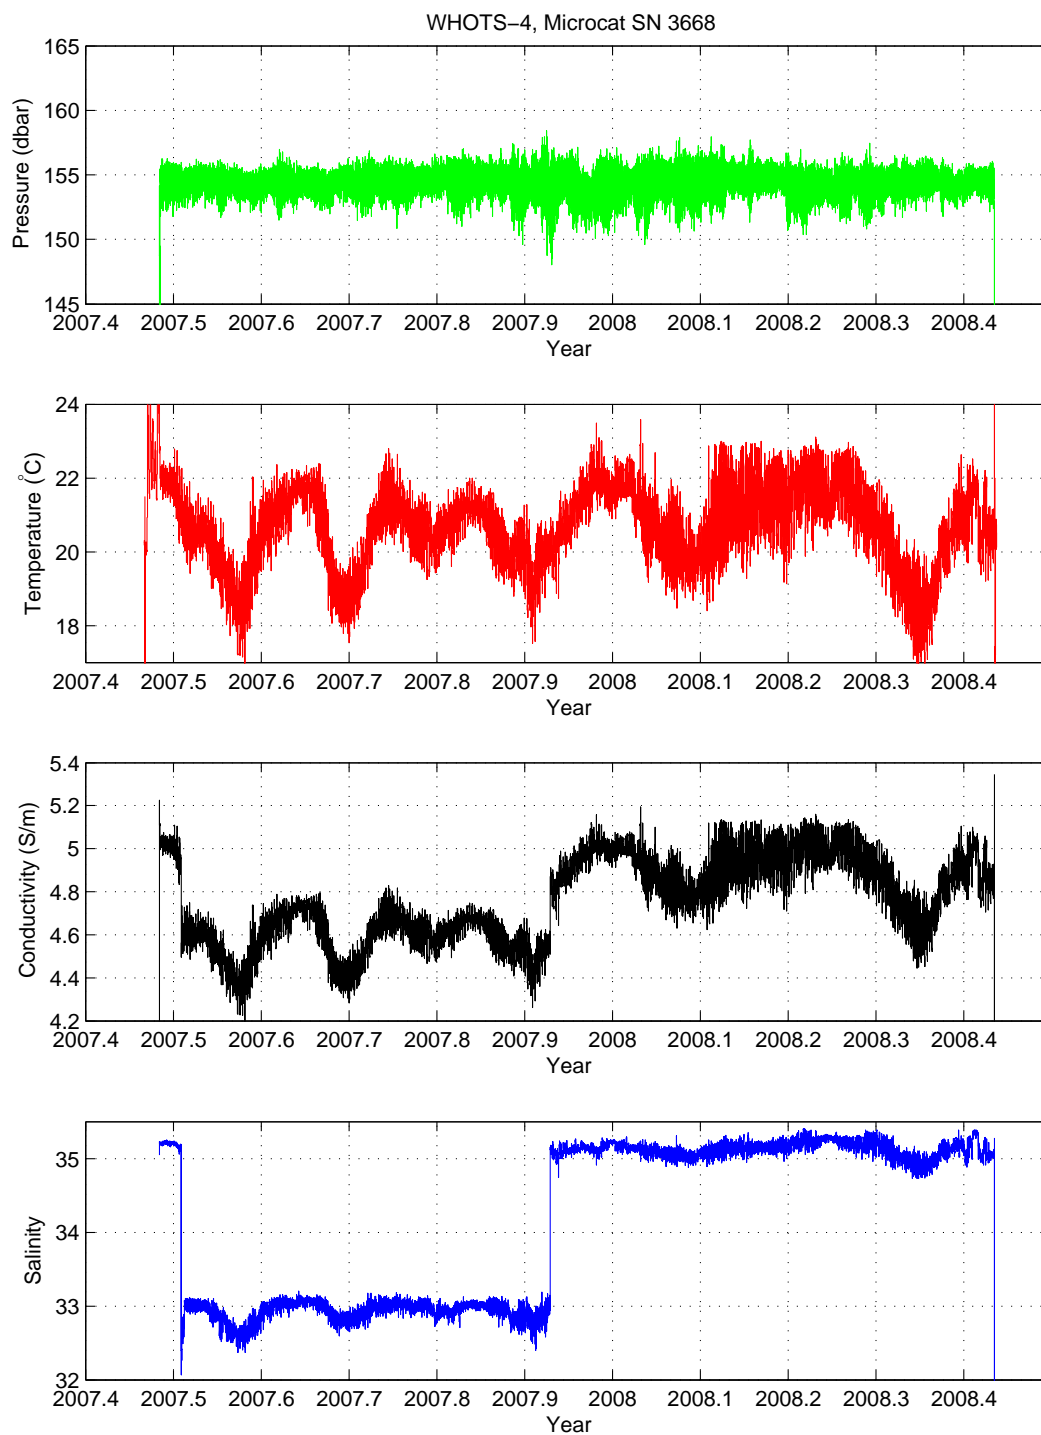 WHOTS−4, Microcat SN 3668
165
160
155
150
145
Pressure (dbar)
2007.4 2007.5 2007.6 2007.7 2007.8 2007.9 2008 2008.1 2008.2 2008.3 2008.4
Year
24
22
20
18
Temperature (°C)
2007.4 2007.5 2007.6 2007.7 2007.8 2007.9 2008 2008.1 2008.2 2008.3 2008.4
Year
5.4
5.2
5
4.8
4.6
4.4
4.2
Conductivity (S/m)
2007.4 2007.5 2007.6 2007.7 2007.8 2007.9 2008 2008.1 2008.2 2008.3 2008.4
Year
35
34
33
32
Salinity
2007.4 2007.5 2007.6 2007.7 2007.8 2007.9 2008 2008.1 2008.2 2008.3 2008.4
Year